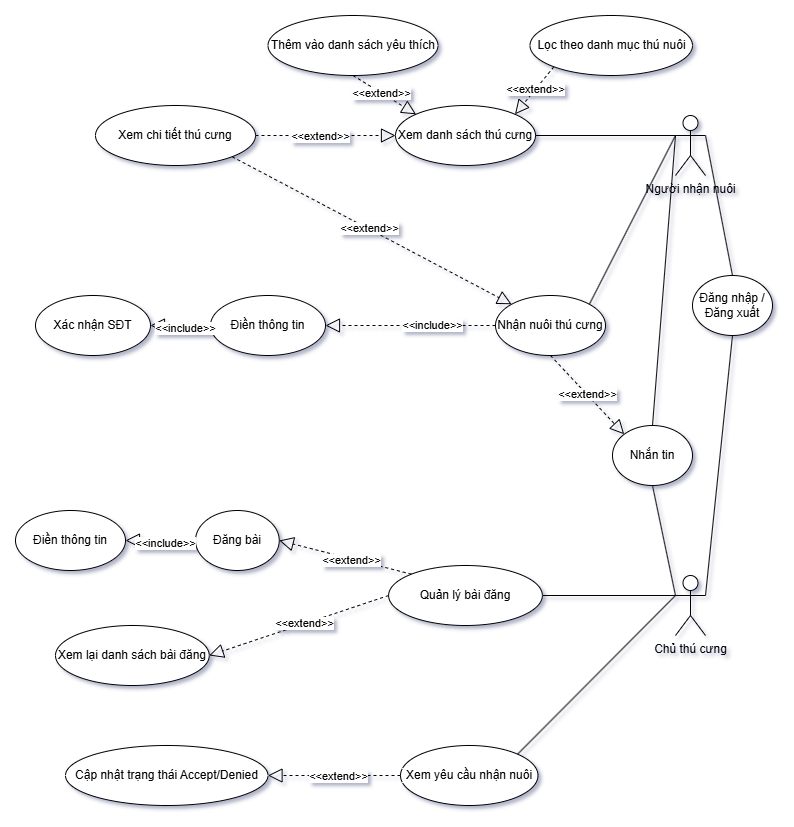 Thêm vào danh sách yêu thích
Lọc theo danh mục thú nuôi
<<extend>>
<<extend>>
Xem chi tiết thú cưng
<<extend>>
Xem danh sách thú cưng
Người nhận nuôi
<<extend>>
Đăng nhập /
Đăng xuất
Xác nhận SĐT
<<include>>
Điền thông tin
<<include>>
Nhận nuôi thú cưng
<<extend>>
Nhắn tin
Điền thông tin
<<include>>
Đăng bài
<<extend>>
Quản lý bài đăng
<<extend>>
Xem lại danh sách bài đăng
Chủ thú cưng
Cập nhật trạng thái Accept/Denied
<<extend>>
Xem yêu cầu nhận nuôi